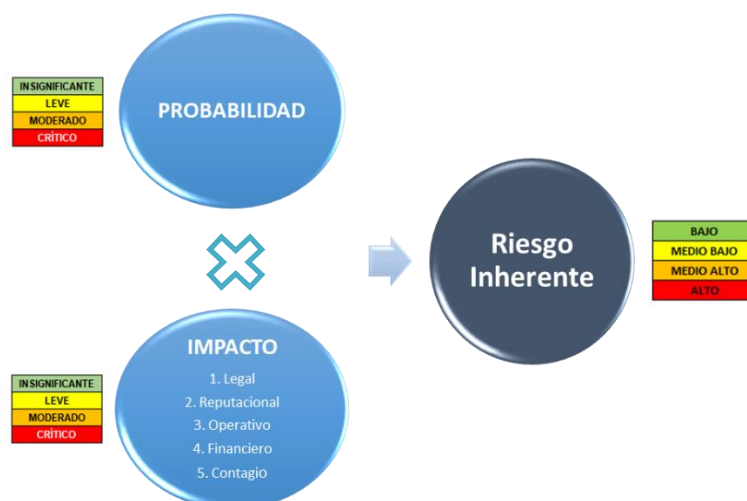 INSIGNIFICANTE
LEVE
MODERADO
CRÍTICO
PROBABILIDAD
Riesgo
Inherente
BAJO
MEDIO BAJO
MEDIO ALTO
ALTO
INSIGNIFICANTE
LEVE
MODERADO
CRÍTICO
IMPACTO
1. Legal
2. Reputacional
3. Operativo
4. Financiero
5. Contagio